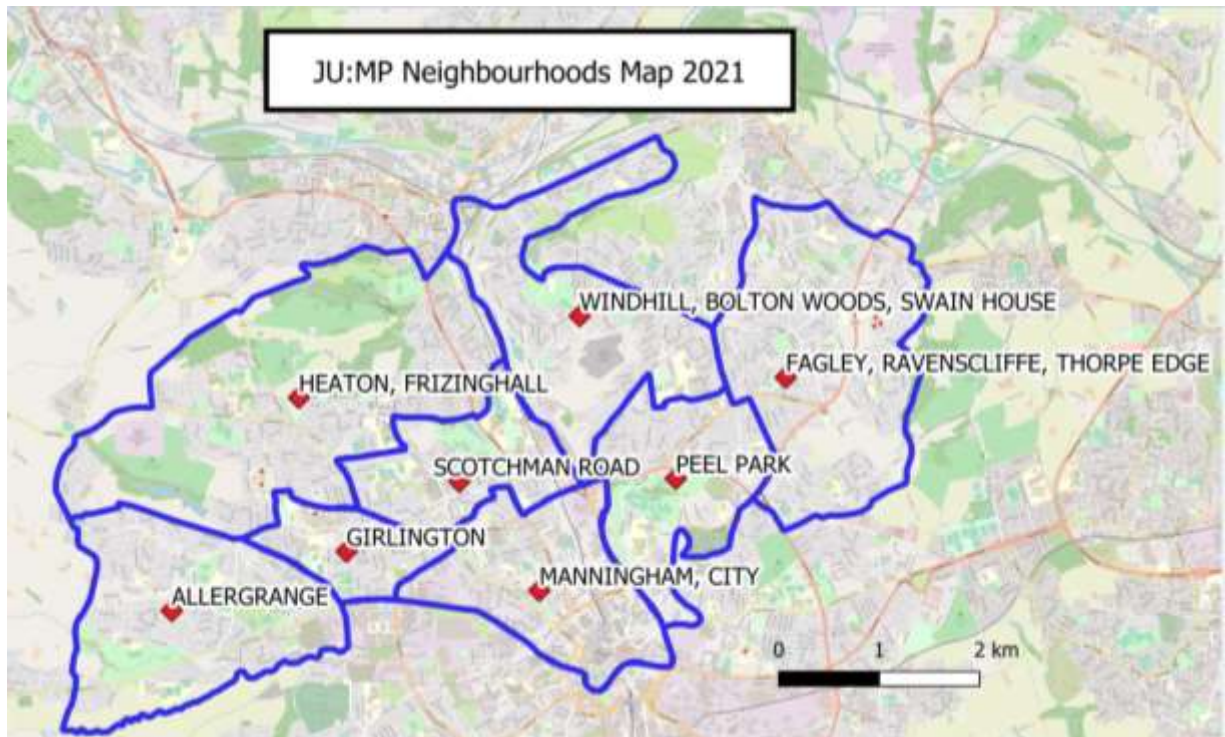 JU:MP Neighbourhoods Map 2021
WINDHILL, BOLTON WOODS, SWAIN HOUSE
FAGLEY, RAVENSCLIFFE, THORPE EDGE
HEATON, FRIZINGHALL
SCOTCHMAN ROAD
PEEL PARK
GIRLINGTON
MANNINGHAM, CITY
ALLERGRANGE
0 1 2 km